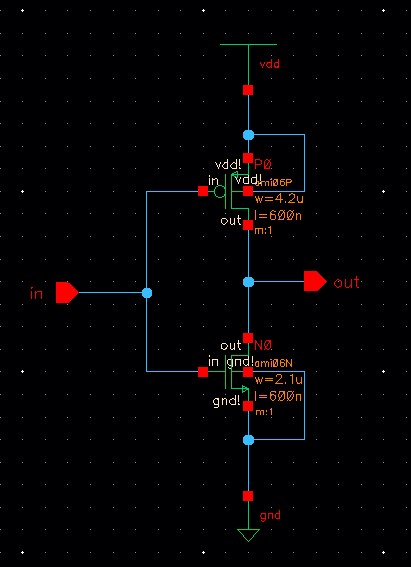 vdd
vdd! P0
in vdd! ami06P
w=4.2u
l=600n
out
m:1
in
out
out N0
in gnd! ami06N
w=2.1u
l=600n
gnd!
m:1
gnd